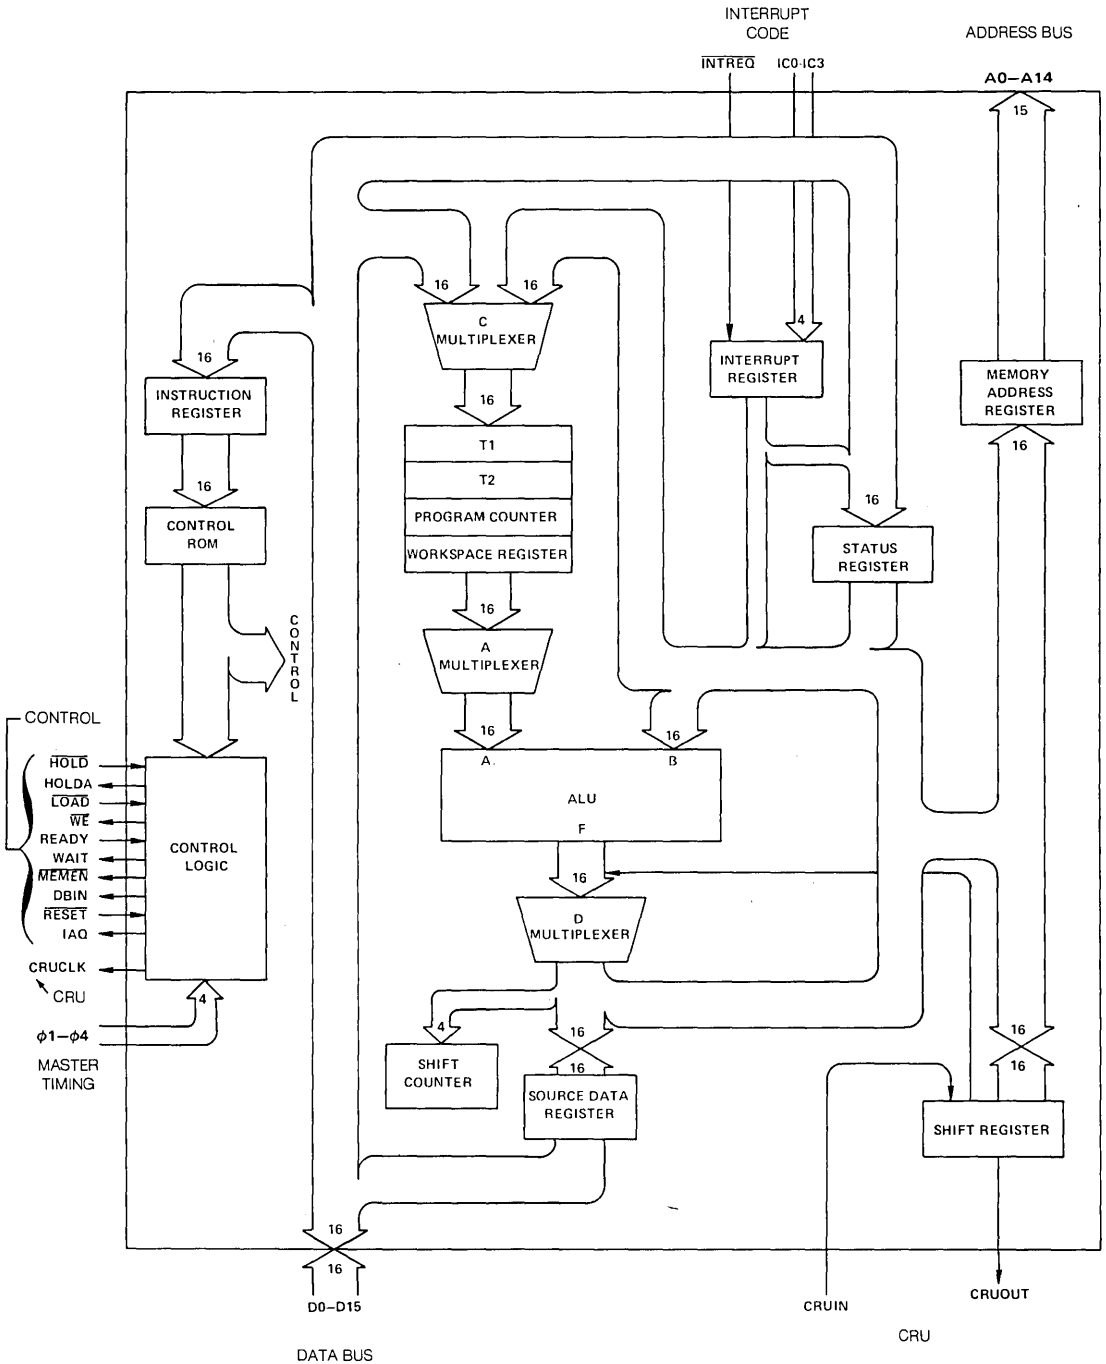 INTERRUPT
CODE
ADDRESS BUS
INTREQ
IC0-IC3
A0-A14
15
16
16
C
MULTIPLEXER
4
INTERRUPT
REGISTER
MEMORY
ADDRESS
REGISTER
16
INSTRUCTION
REGISTER
16
T1
T2
PROGRAM COUNTER
WORKSPACE REGISTER
16
16
CONTROL
ROM
16
STATUS
REGISTER
16
CONTROL
A
MULTIPLEXER
16
A.
16
B
ALU
F
CONTROL
HOLD
HOLDA
LOAD
WE
READY
WAIT
MEMEN
DBIN
RESET
IAQ
CRUCLK
CRU
CONTROL
LOGIC
4
ϕ1-ϕ4
MASTER
TIMING
16
D
MULTIPLEXER
4
SHIFT
COUNTER
16
16
SOURCE DATA
REGISTER
16
16
SHIFT REGISTER
16
16
D0-D15
DATA BUS
CRUIN
CRUOUT
CRU